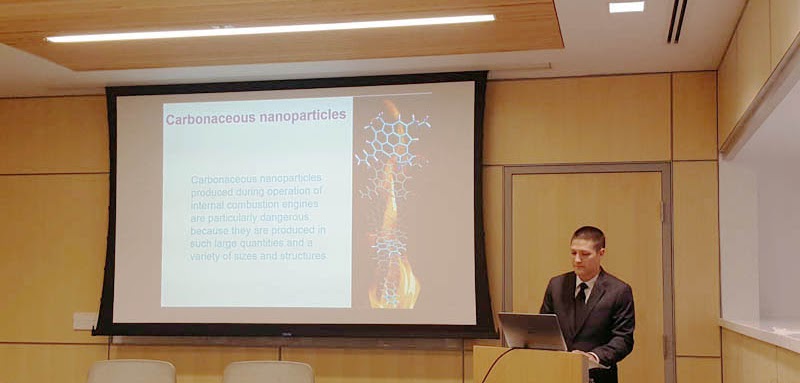 Carbonaceous nanoparticles
Carbonaceous nanoparticles
produced during operation of
internal combustion engines
are particularly dangerous
because they are produced in
such large quantities and a
variety of sizes and structures